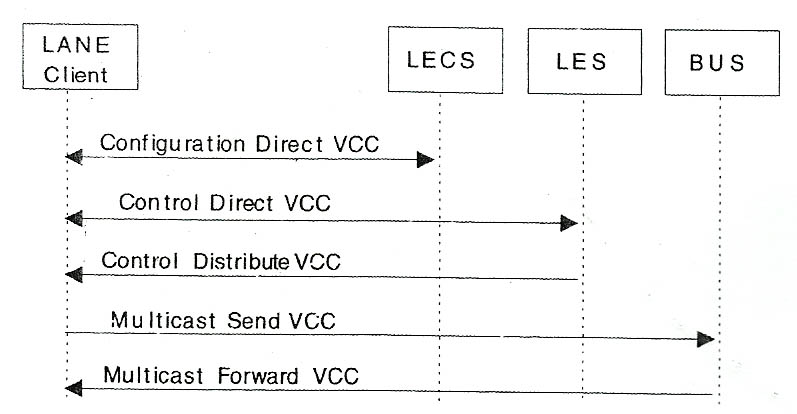 LANE
Client
LECS
LES
BUS
Configuration Direct VCC
Control Direct VCC
Control Distribute VCC
Multicast Send VCC
Multicast Forward VCC